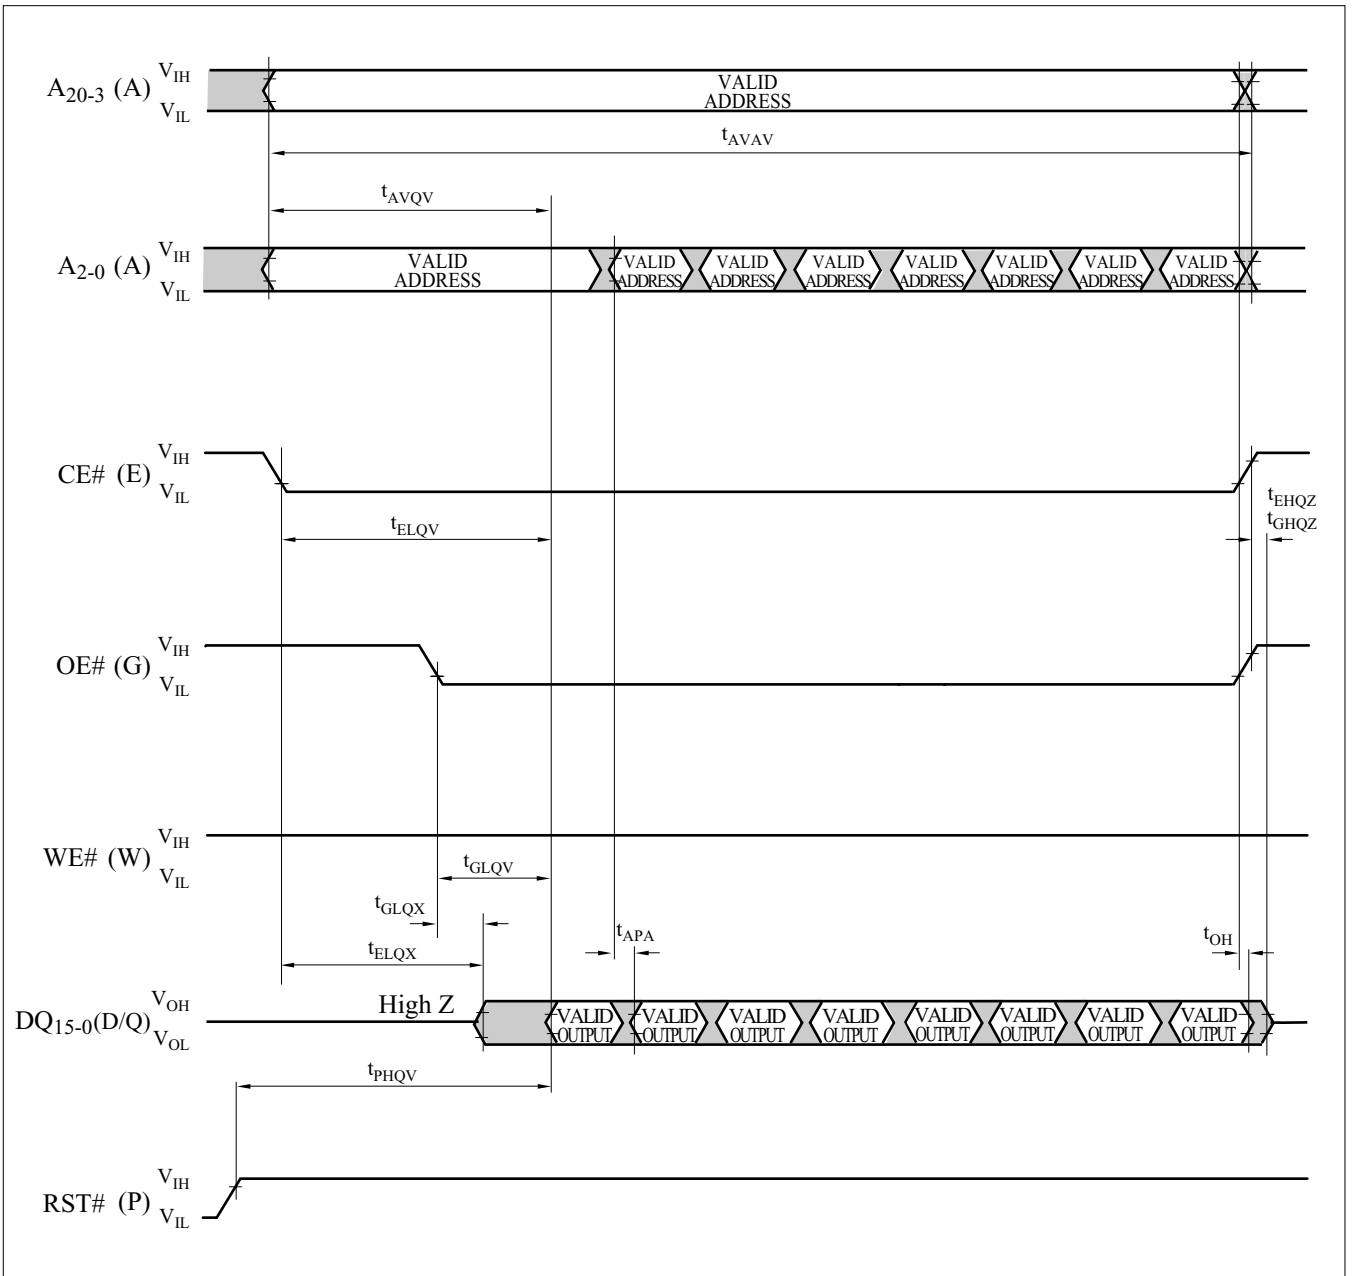 A20-3 (A) VIH
VIL
VALID
ADDRESS
tAVAV
tAVQV
A2-0 (A) VIH
VIL
VALID
ADDRESS
VALID
ADDRESS
VALID
ADDRESS
VALID
ADDRESS
VALID
ADDRESS
VALID
ADDRESS
VALID
ADDRESS
VALID
ADDRESS
CE# (E) VIH
VIL
tEHQZ
tGHQZ
tELQV
OE# (G) VIH
VIL
WE# (W) VIH
VIL
tGLQV
tGLQX
tELQX
tAPA
tOH
High Z
DQ15-0(D/Q) VOH
VOL
VALID
OUTPUT
VALID
OUTPUT
VALID
OUTPUT
VALID
OUTPUT
VALID
OUTPUT
VALID
OUTPUT
VALID
OUTPUT
VALID
OUTPUT
tPHQV
RST# (P) VIH
VIL